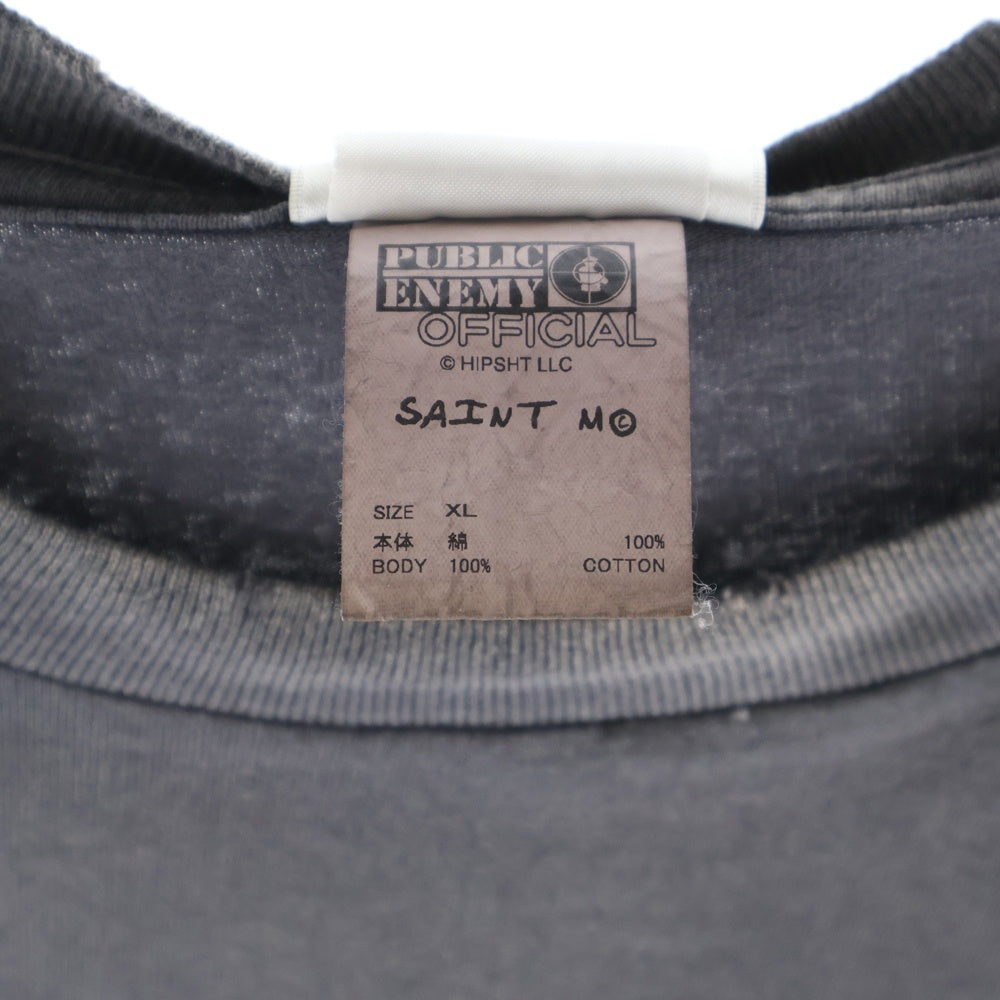 PUBLIC
ENEMY
OFFICIAL
© HIPSHT LLC
SAINT M©
SIZE XL
本体 綿 100%
BODY 100% COTTON